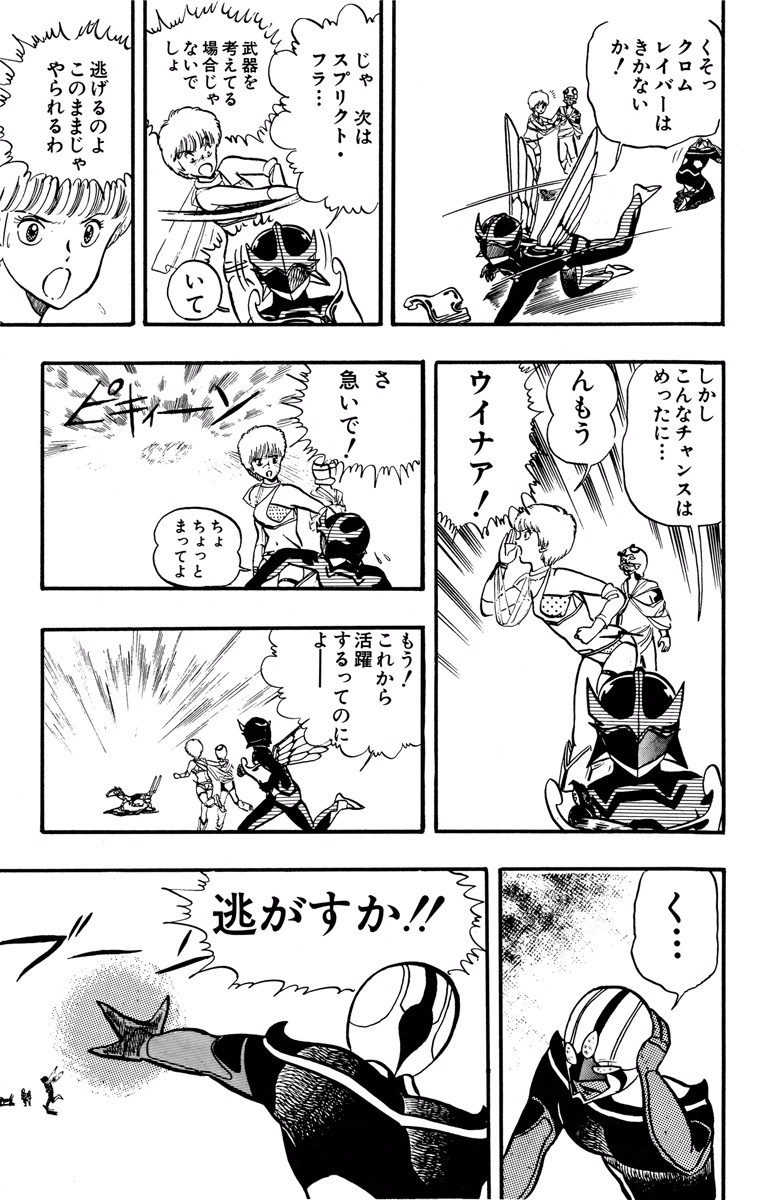 くそっ
クロム
レイバーは
きかない
か！
じゃ 次は
スプリクト・
フラ…
武器を
考えてる
場合じゃ
ないで
しょ
いて
逃げるのよ
このままじゃ
やられるわ
しかし
こんなチャンスは
めったに…
んもう
ウイナア！
さ
急いで！
ピキィーン
ちょ
ちょっと
まってよ
もう！
これから
活躍
するってのに
よ──
く…
逃がすか!!
ブーーン